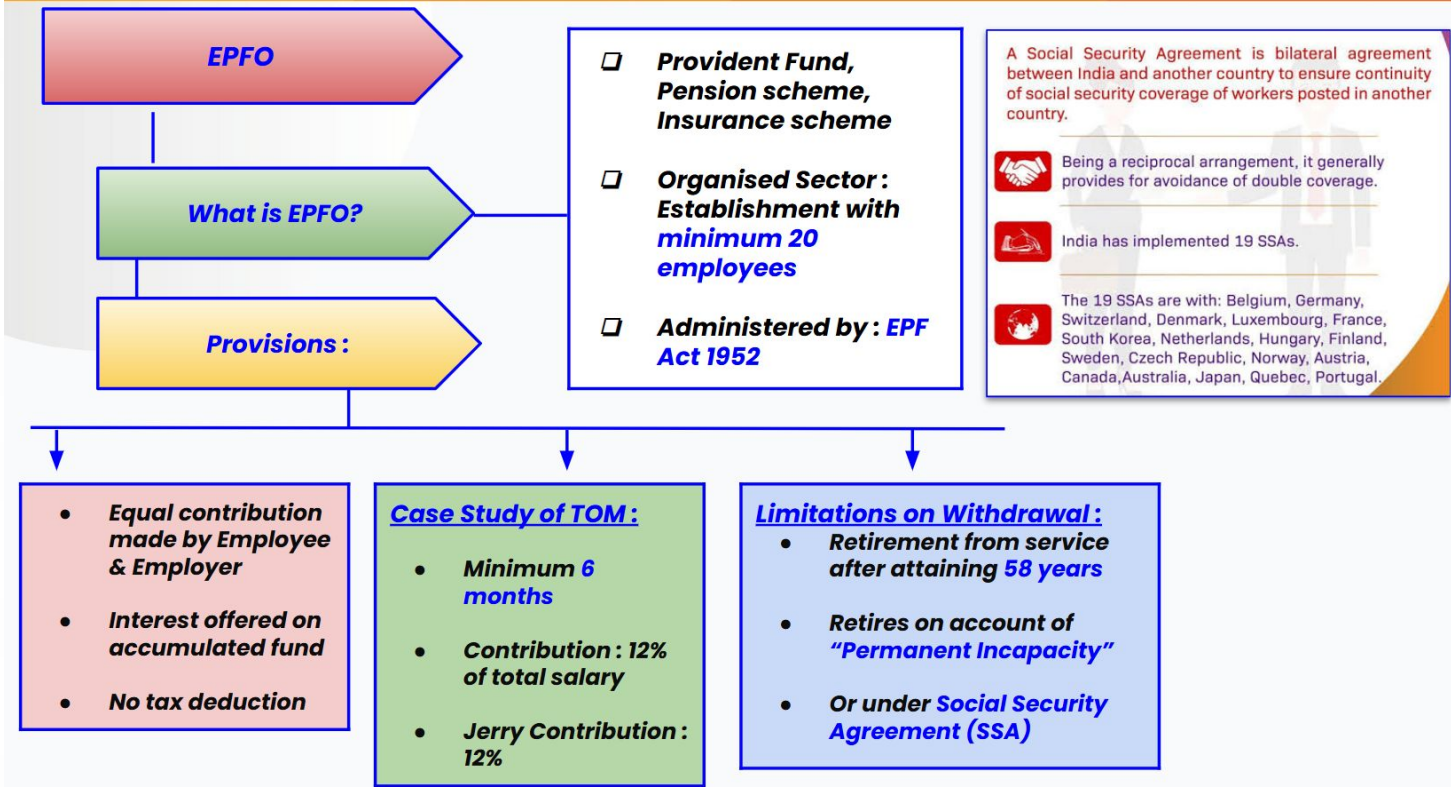 EPFO
What is EPFO?
Provisions :
❑ Provident Fund,
Pension scheme,
Insurance scheme
❑ Organised Sector :
Establishment with
minimum 20
employees
❑ Administered by : EPF
Act 1952
A Social Security Agreement is bilateral agreement
between India and another country to ensure continuity
of social security coverage of workers posted in another
country.
Being a reciprocal arrangement, it generally
provides for avoidance of double coverage.
India has implemented 19 SSAs.
The 19 SSAs are with: Belgium, Germany,
Switzerland, Denmark, Luxembourg, France,
South Korea, Netherlands, Hungary, Finland,
Sweden, Czech Republic, Norway, Austria,
Canada,Australia, Japan, Quebec, Portugal.
● Equal contribution
made by Employee
& Employer
● Interest offered on
accumulated fund
● No tax deduction
Case Study of TOM :
● Minimum 6
months
● Contribution : 12%
of total salary
● Jerry Contribution :
12%
Limitations on Withdrawal :
● Retirement from service
after attaining 58 years
● Retires on account of
“Permanent Incapacity”
● Or under Social Security
Agreement (SSA)